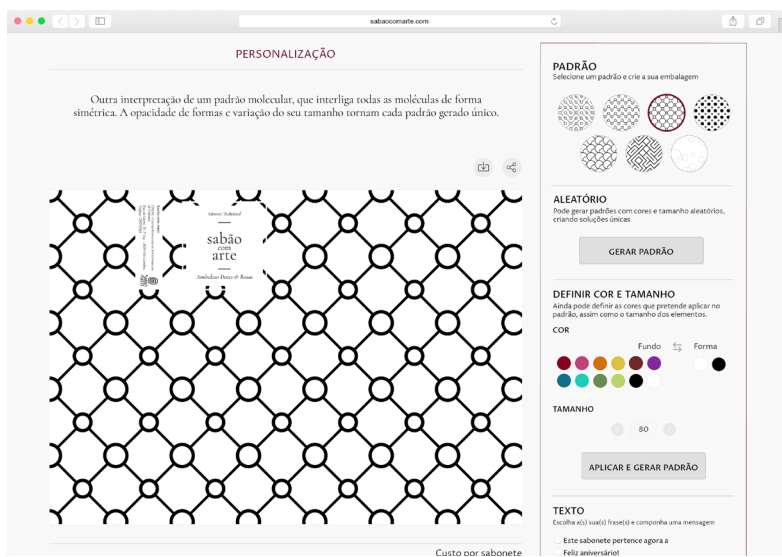 sabaocomarte.com
PERSONALIZAÇÃO
Outra interpretação de um padrão molecular, que interliga todas as moléculas de forma
simétrica. A opacidade de formas e variação do seu tamanho tornam cada padrão gerado único.
Sabonete Tradicional
sabão
com
arte
Amêndoas Doces & Rosas
Custo por sabonete
PADRÃO
Selecione um padrão e crie a sua embalagem
ALEATÓRIO
Pode gerar padrões com cores e tamanho aleatórios,
criando soluções únicas
GERAR PADRÃO
DEFINIR COR E TAMANHO
Ainda pode definir as cores que pretende aplicar no
padrão, assim como o tamanho dos elementos.
COR
Fundo
Forma
TAMANHO
80
APLICAR E GERAR PADRÃO
TEXTO
Escolha a(s) sua(s) frase(s) e componha uma mensagem
Este sabonete pertence agora a
Feliz aniversário!